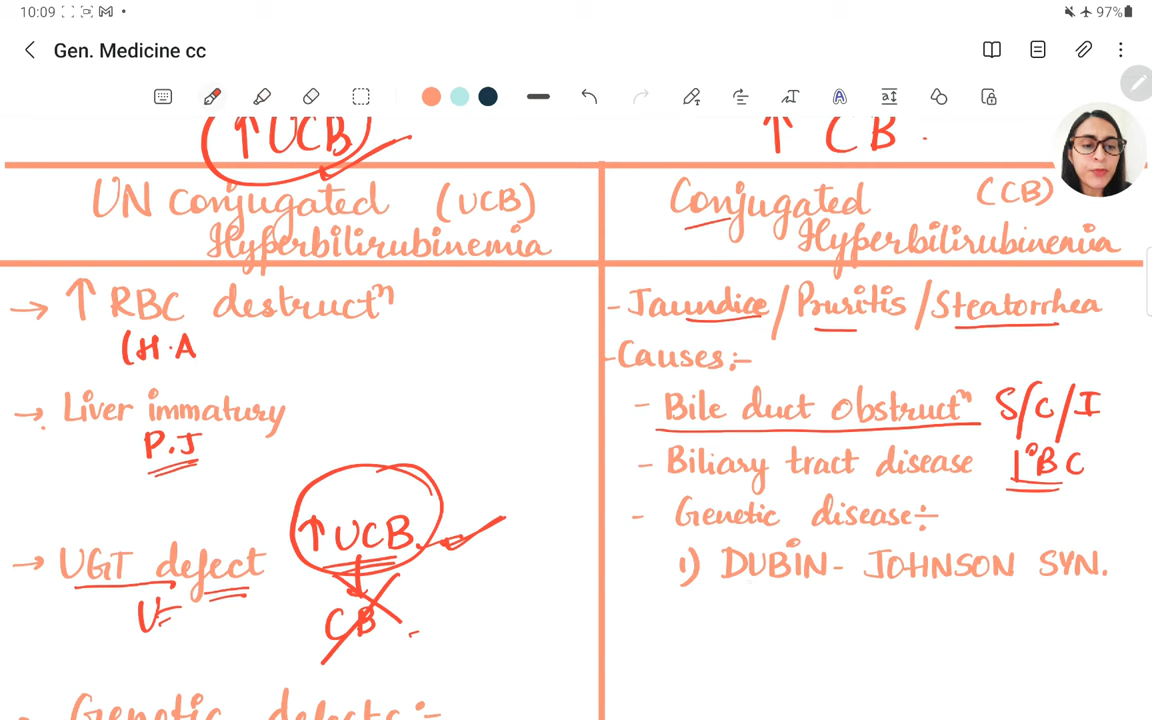 10:09 97%
Gen. Medicine cc
(↑UCB) ↑ CB.
UN Conjugated (UCB)
Hyperbilirubinemia
Conjugated (CB)
Hyperbilirubinemia
→ ↑ RBC destructⁿ
(H.A
→ Liver immatury
P.J
↑ UCB
→ UGT defect
CB
Genetic defects :-
- Jaundice / Pruritis / Steatorrhea
- Causes :-
- Bile duct obstructⁿ S/C/I
- Biliary tract disease 1°BC
- Genetic disease :-
1) DUBIN - JOHNSON SYN.